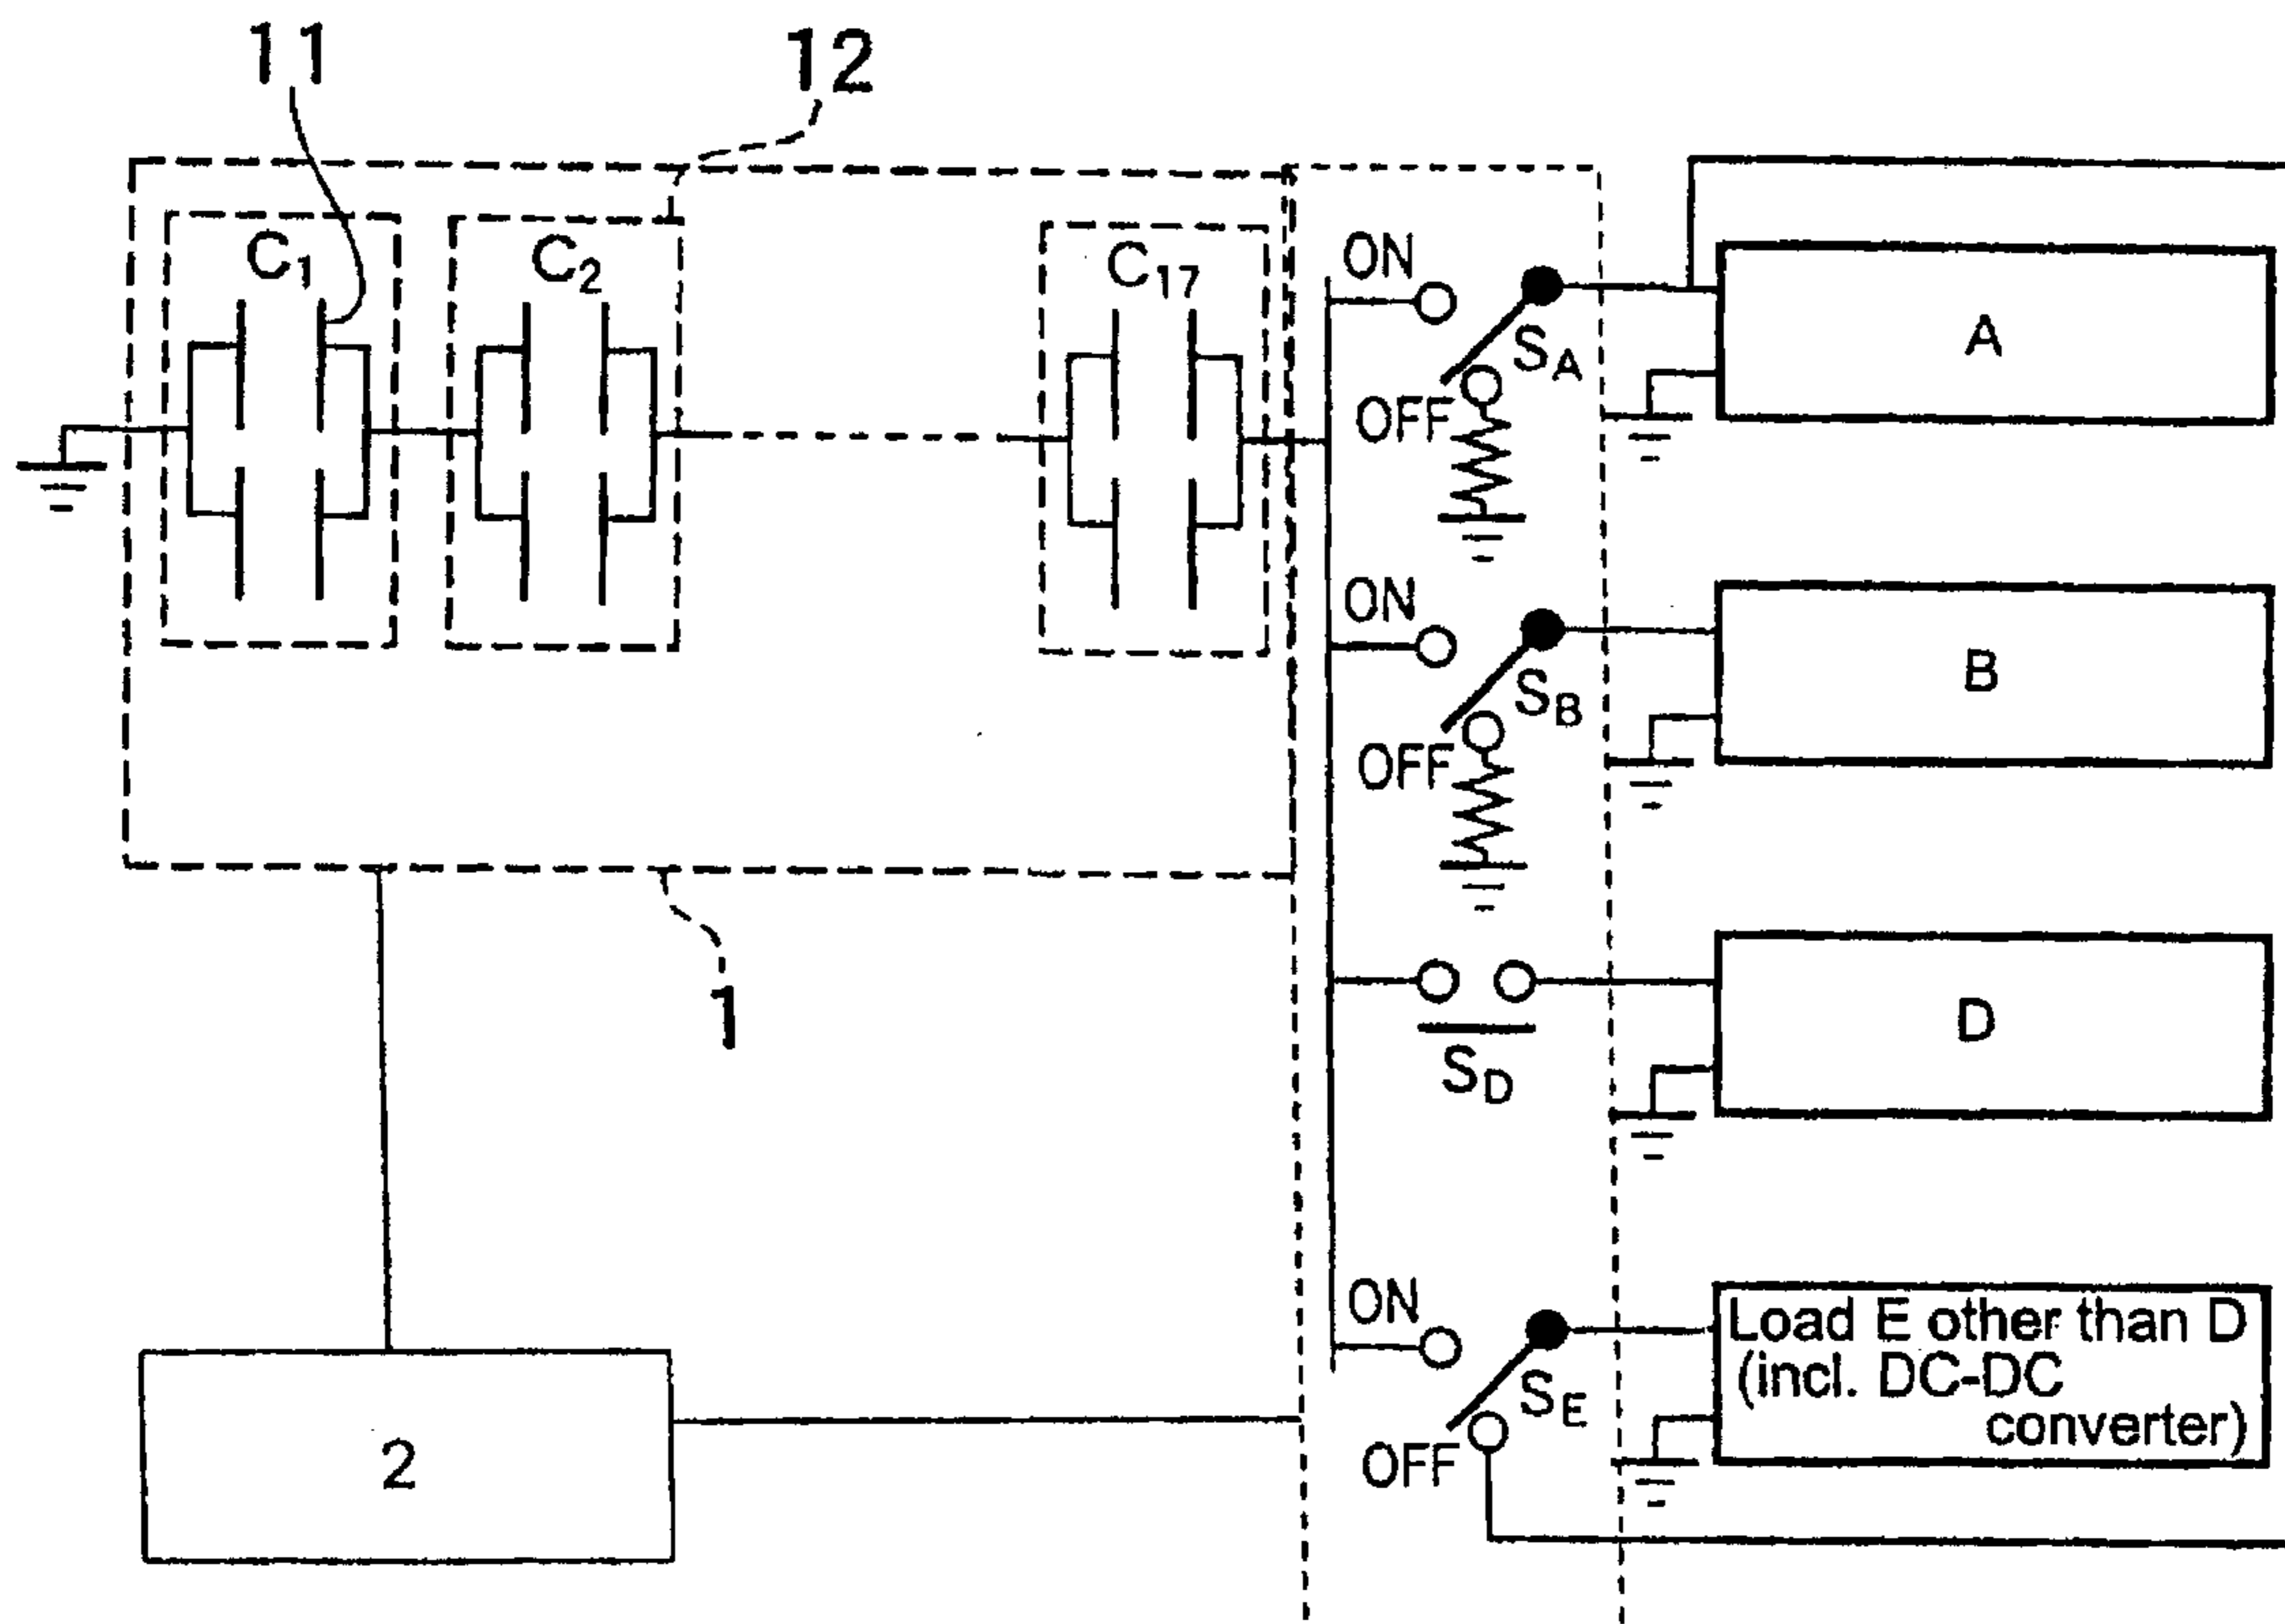 11
12
C1
C2
C17
ON
SA
OFF
A
ON
SB
OFF
B
SD
D
1
ON
SE
OFF
Load E other than D
(incl. DC-DC
converter)
2